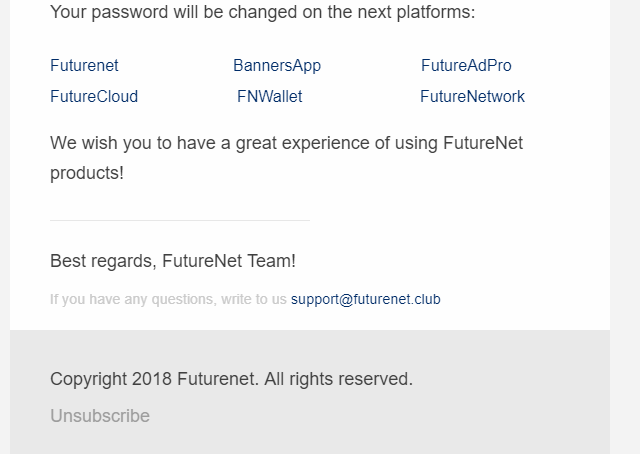 Your password will be changed on the next platforms:
Futurenet BannersApp FutureAdPro
FutureCloud FNWallet FutureNetwork
We wish you to have a great experience of using FutureNet
products!
Best regards, FutureNet Team!
If you have any questions, write to us support@futurenet.club
Copyright 2018 Futurenet. All rights reserved.
Unsubscribe